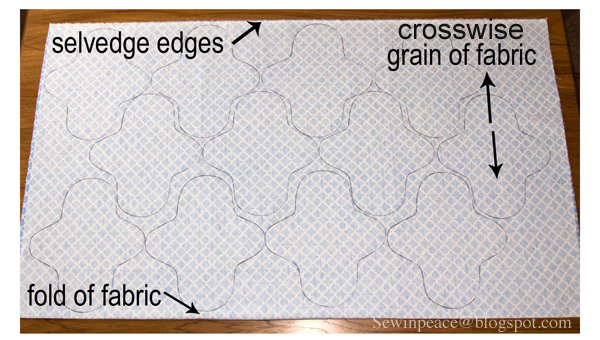 selvedge edges
crosswise
grain of fabric
fold of fabric
Sewinpeace@blogspot.com